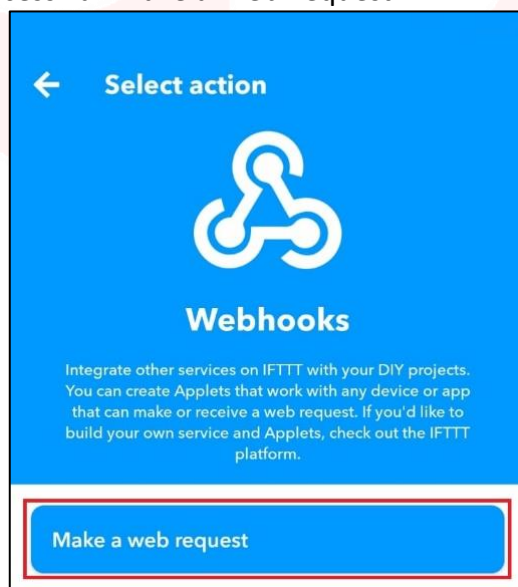 ← Select action
Webhooks
Integrate other services on IFTTT with your DIY projects.
You can create Applets that work with any device or app
that can make or receive a web request. If you'd like to
build your own service and Applets, check out the IFTTT
platform.
Make a web request